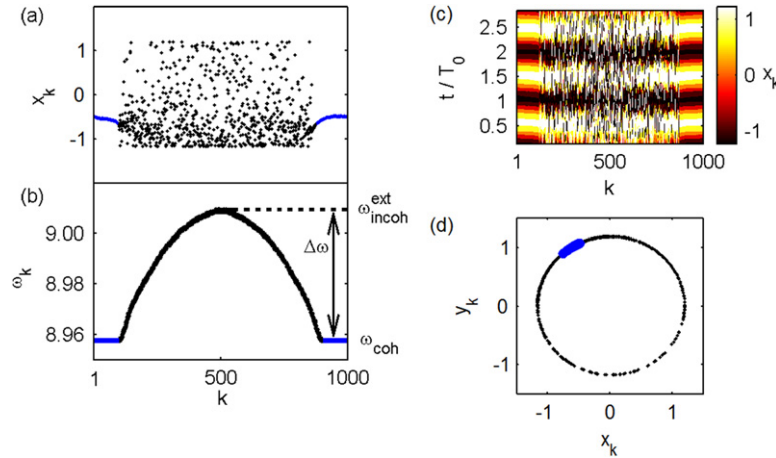 (a)
1
0
-1
x_k
(b)
9.00
8.98
8.96
ω_k
Δω
ω_incoh^ext
ω_coh
1 500 1000
k
(c)
2.5
2
1.5
1
0.5
t / T_0
1 500 1000
k
1
0
-1
x_k
(d)
1
0
-1
y_k
-1 0 1
x_k